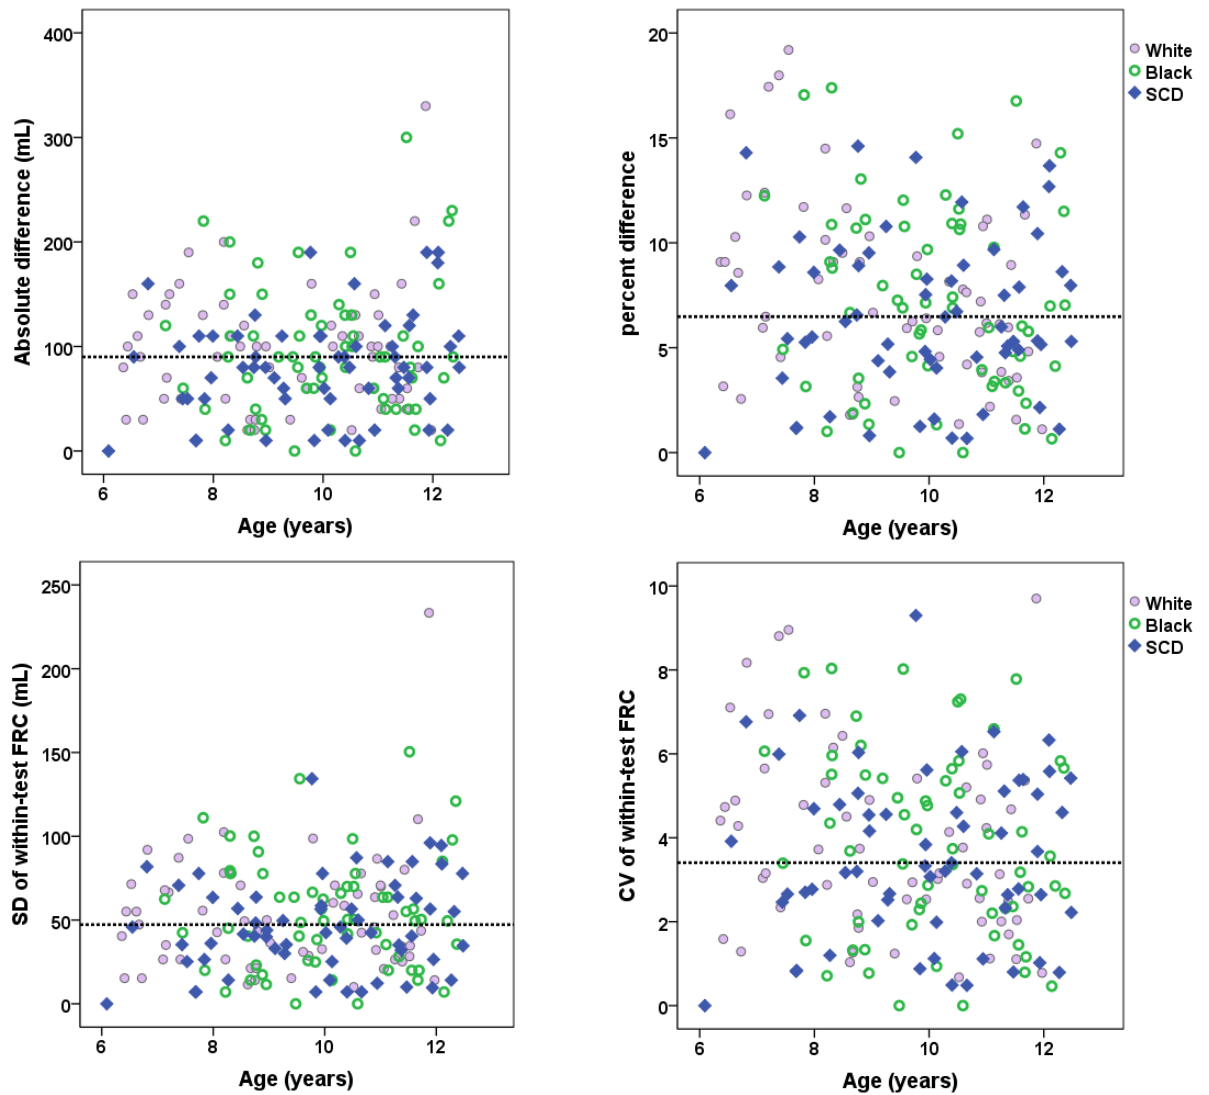 Absolute difference (mL)
400
300
200
100
0
6 8 10 12
Age (years)
percent difference
20
15
10
5
0
6 8 10 12
Age (years)
White
Black
SCD
SD of within-test FRC (mL)
250
200
150
100
50
0
6 8 10 12
Age (years)
CV of within-test FRC
10
8
6
4
2
0
6 8 10 12
Age (years)
White
Black
SCD